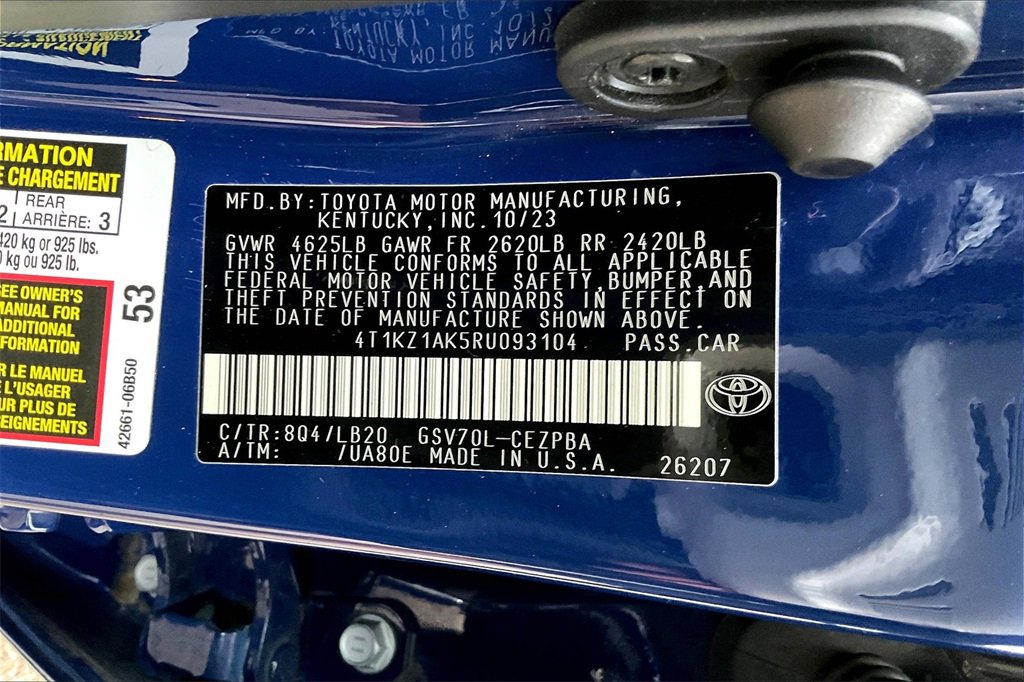 RMATION
E CHARGEMENT
REAR
2 ARRIÈRE: 3
420 kg or 925 lbs.
0 kg ou 925 lb.
SEE OWNER'S
MANUAL FOR
ADDITIONAL
INFORMATION
R LE MANUEL
E L'USAGER
UR PLUS DE
SEIGNEMENTS
53
42661-06B50
MFD.BY:TOYOTA MOTOR MANUFACTURING,
KENTUCKY,INC.10/23
GVWR 4625LB GAWR FR 2620LB RR 2420LB
THIS VEHICLE CONFORMS TO ALL APPLICABLE
FEDERAL MOTOR VEHICLE SAFETY,BUMPER,AND
THEFT PREVENTION STANDARDS IN EFFECT ON
THE DATE OF MANUFACTURE SHOWN ABOVE.
4T1KZ1AK5RU093104 PASS.CAR
C/TR:8Q4/LB20 GSV70L-CEZPBA
A/TM: /UA80E MADE IN U.S.A. 26207